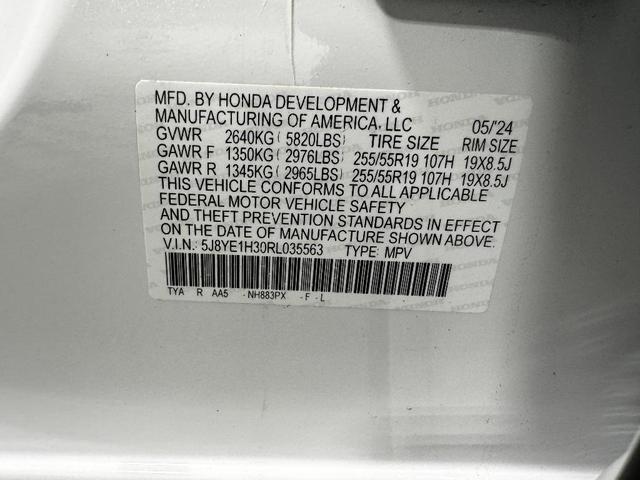 MFD. BY HONDA DEVELOPMENT &
MANUFACTURING OF AMERICA, LLC 05/'24
GVWR 2640KG ( 5820LBS) TIRE SIZE RIM SIZE
GAWR F 1350KG ( 2976LBS) 255/55R19 107H 19X8.5J
GAWR R 1345KG ( 2965LBS) 255/55R19 107H 19X8.5J
THIS VEHICLE CONFORMS TO ALL APPLICABLE
FEDERAL MOTOR VEHICLE SAFETY
AND THEFT PREVENTION STANDARDS IN EFFECT
ON THE DATE OF MANUFACTURE SHOWN ABOVE.
V.I.N.: 5J8YE1H30RL035563 TYPE: MPV
TYA R AA5 - NH883PX - F - L